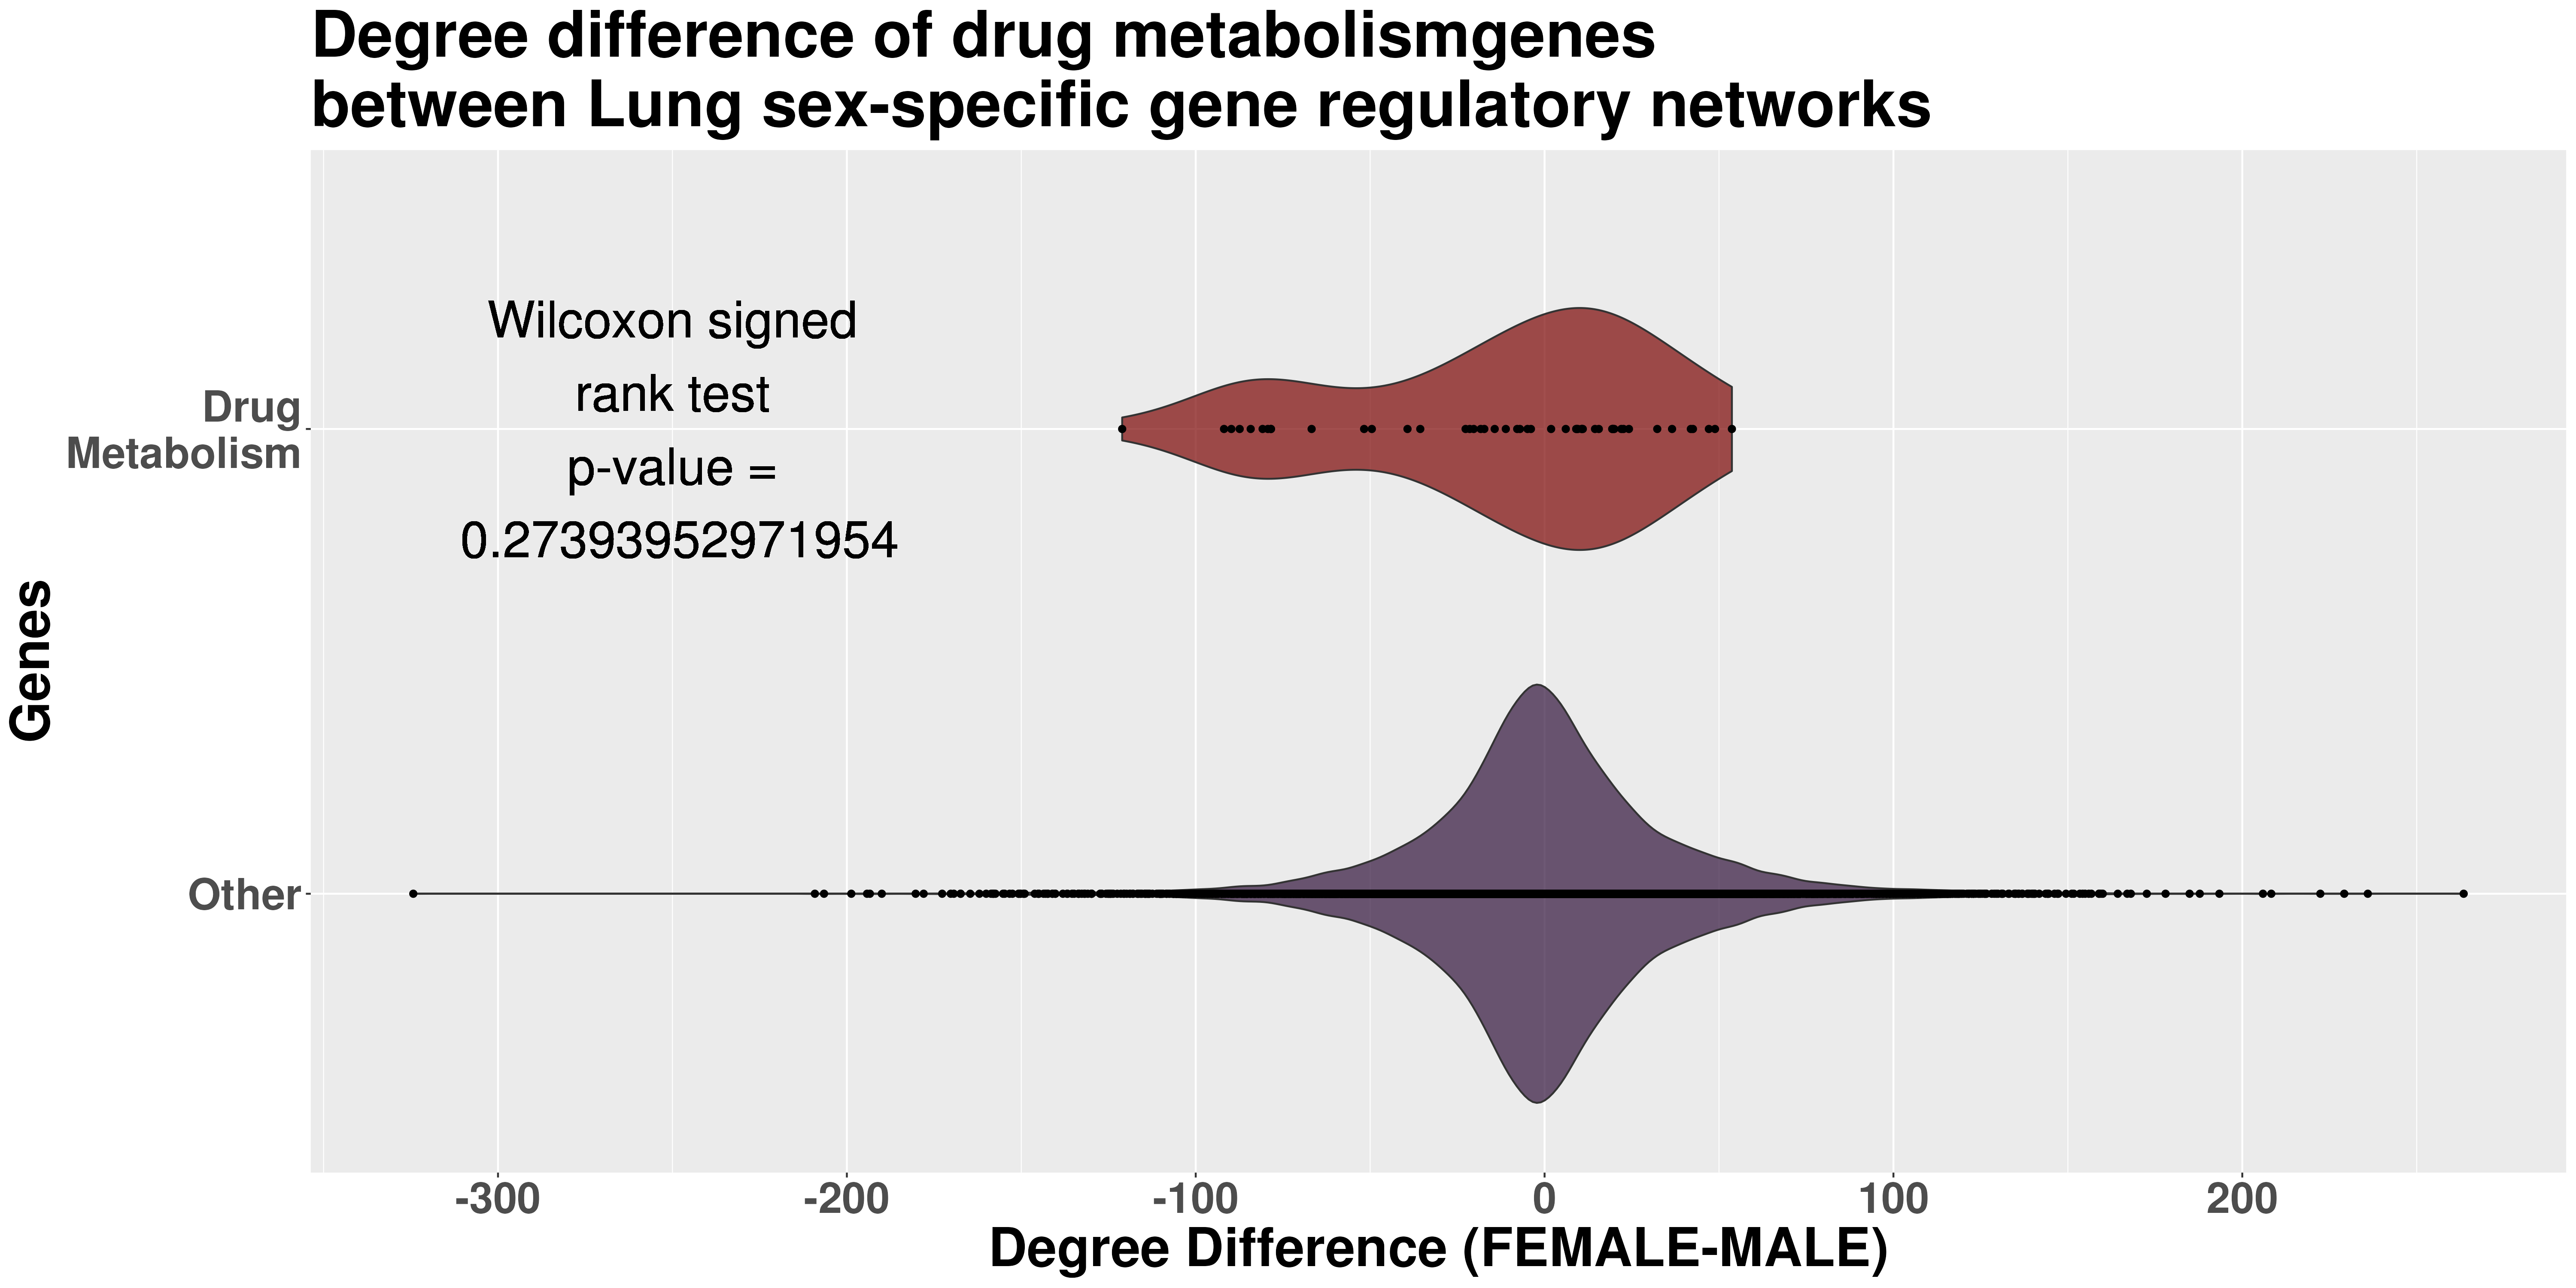 Degree difference of drug metabolismgenes
between Lung sex-specific gene regulatory networks
Wilcoxon signed
rank test
p-value =
0.27393952971954
Drug
Metabolism
Other
Genes
-300
-200
-100
0
100
200
Degree Difference (FEMALE-MALE)